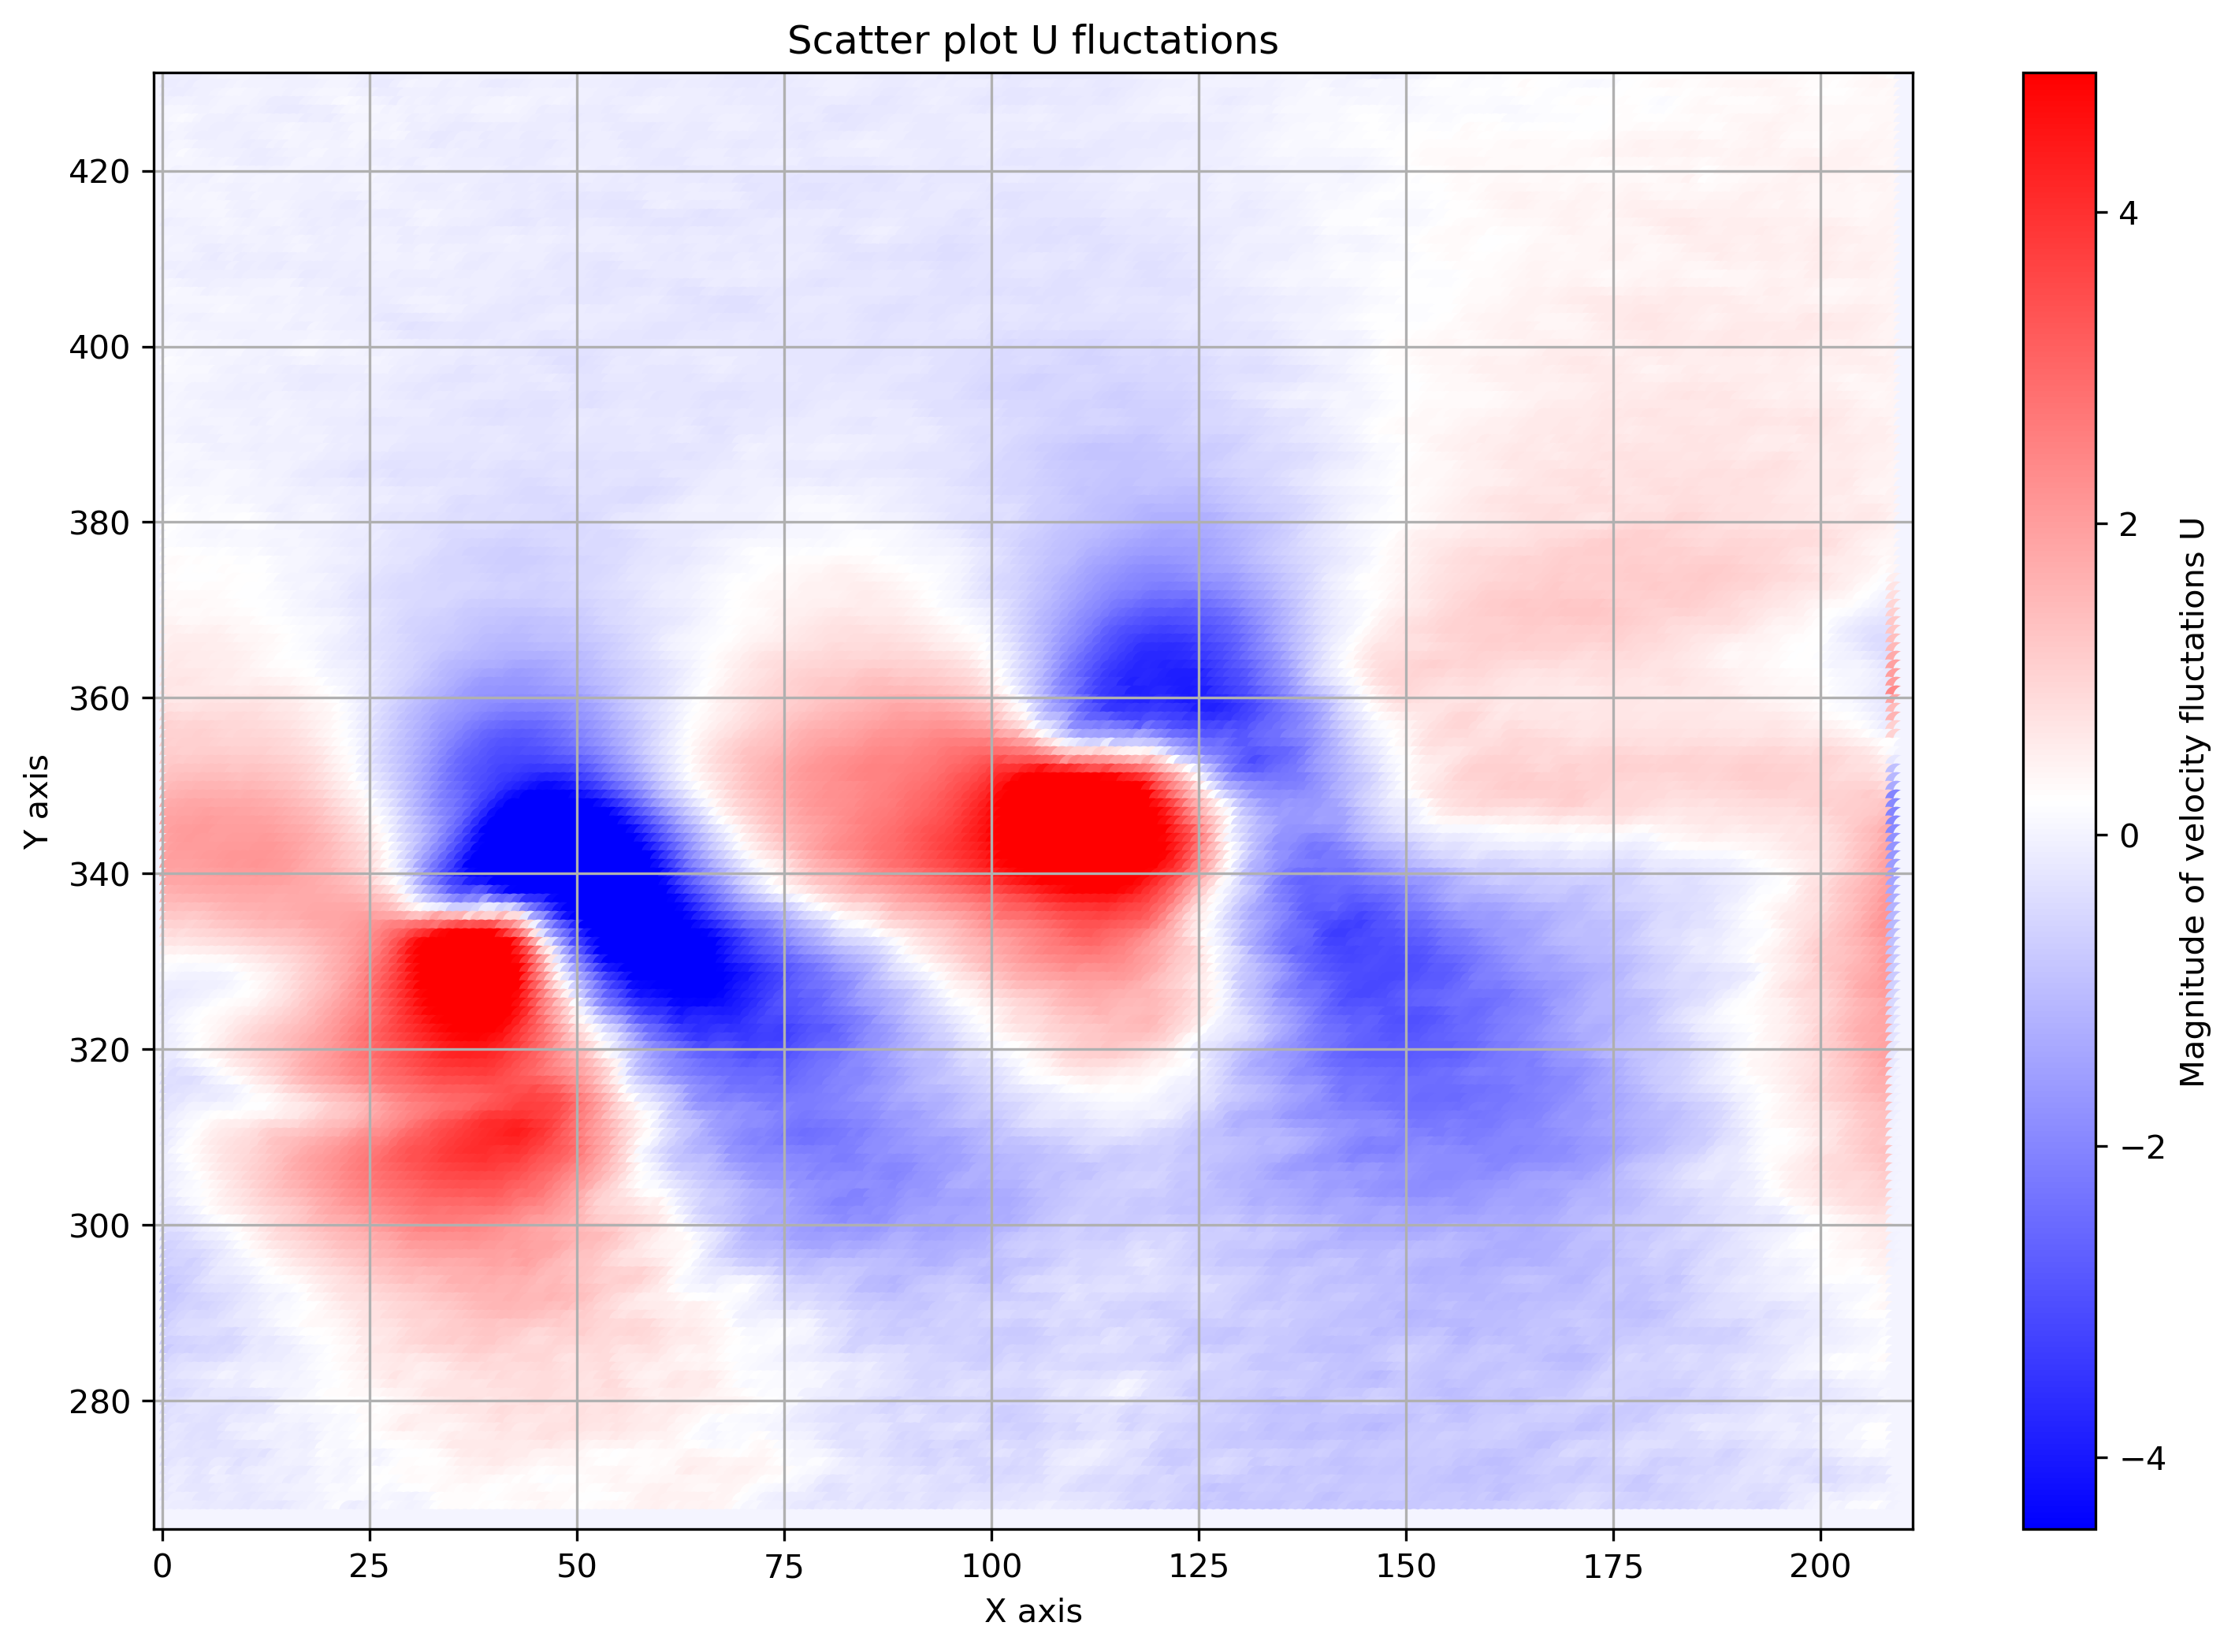 Scatter plot U fluctations
420
400
380
360
340
320
300
280
Y axis
0 25 50 75 100 125 150 175 200
X axis
4
2
0
−2
−4
Magnitude of velocity fluctations U